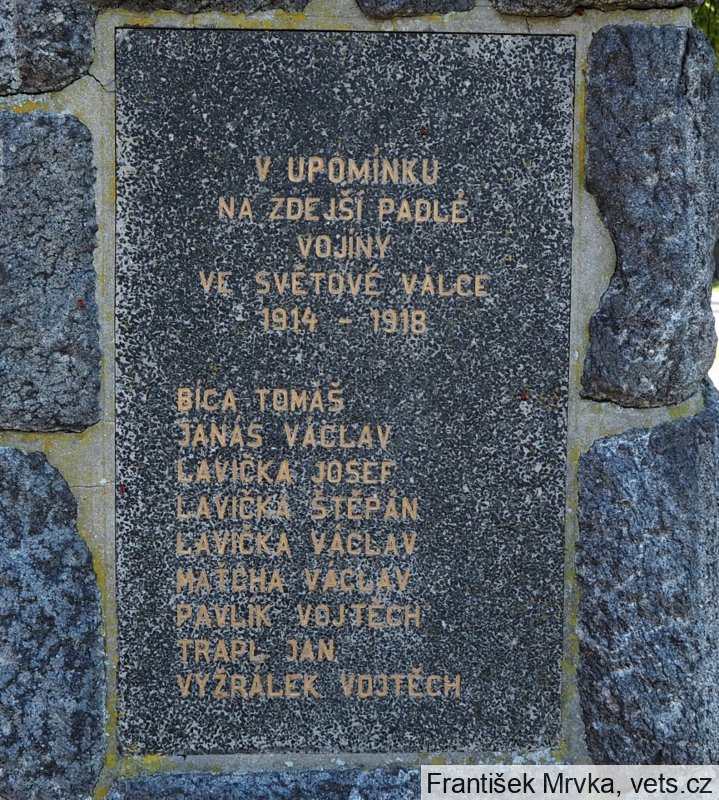 V UPOMÍNKU
NA ZDEJŠÍ PADLÉ
VOJÍNY
VE SVĚTOVÉ VÁLCE
1914 - 1918
BÍCA TOMÁŠ
JANÁS VÁCLAV
LAVIČKA JOSEF
LAVIČKA ŠTĚPÁN
LAVIČKA VÁCLAV
MATCHA VÁCLAV
PAVLÍK VOJTĚCH
TRAPL JAN
VYŽRÁLEK VOJTĚCH
František Mrvka, vets.cz